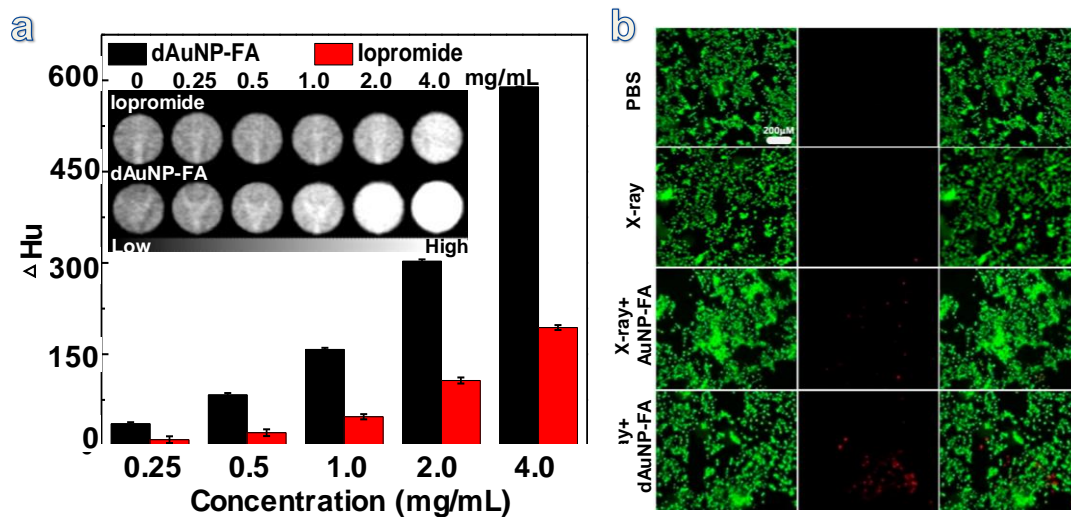 a
dAuNP-FA
Iopromide
0 0.25 0.5 1.0 2.0 4.0 mg/mL
Iopromide
dAuNP-FA
Low High
600
450
300
150
0
△Hu
0.25 0.5 1.0 2.0 4.0
Concentration (mg/mL)
b
PBS
200μM
X-ray
X-ray+
AuNP-FA
ay+
dAuNP-FA